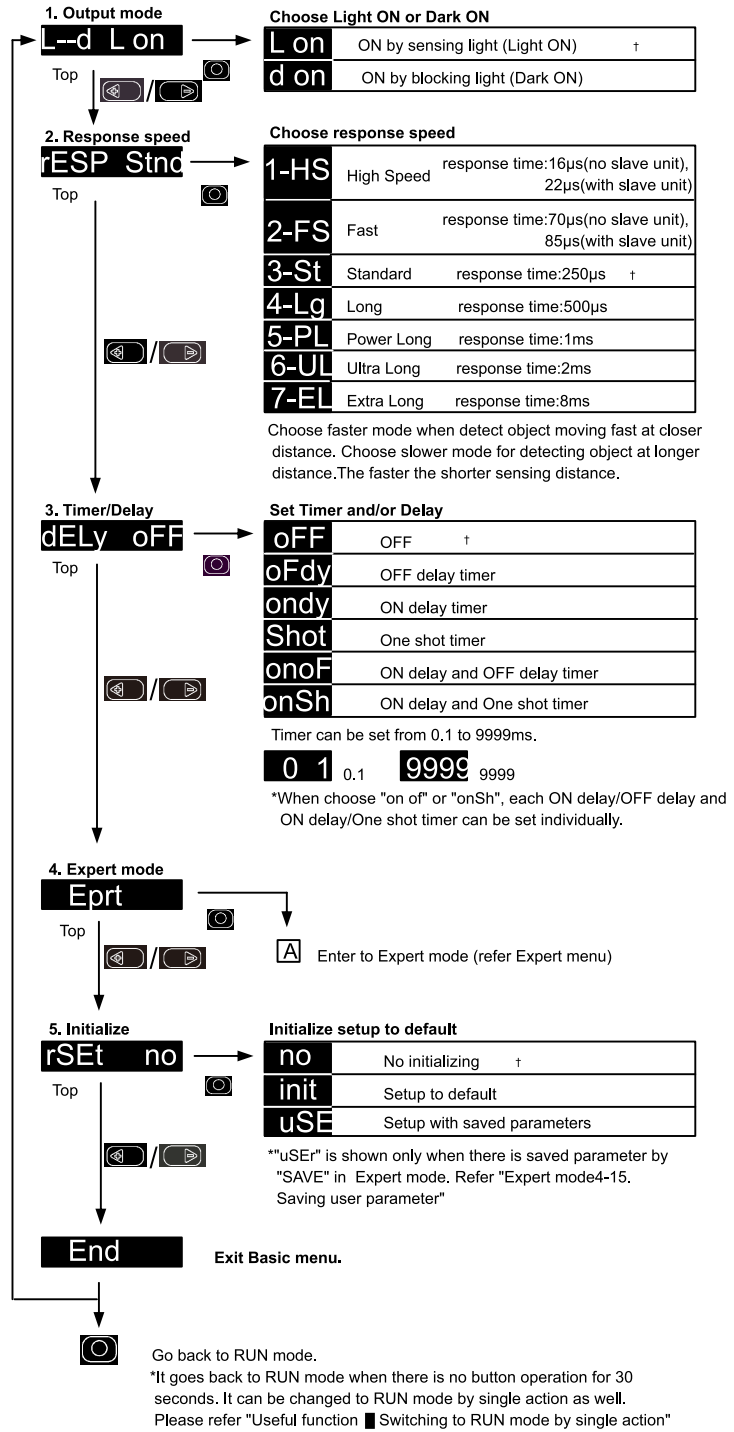 1. Output mode
L--d L on
Top
/
Choose Light ON or Dark ON
L on ON by sensing light (Light ON) †
d on ON by blocking light (Dark ON)
2. Response speed
rESP Stnd
Top
/
Choose response speed
1-HS High Speed response time:16µs(no slave unit),
22µs(with slave unit)
2-FS Fast response time:70µs(no slave unit),
85µs(with slave unit)
3-St Standard response time:250µs †
4-Lg Long response time:500µs
5-PL Power Long response time:1ms
6-UL Ultra Long response time:2ms
7-EL Extra Long response time:8ms
Choose faster mode when detect object moving fast at closer
distance. Choose slower mode for detecting object at longer
distance.The faster the shorter sensing distance.
3. Timer/Delay
dELy oFF
Top
/
Set Timer and/or Delay
oFF OFF †
oFdy OFF delay timer
ondy ON delay timer
Shot One shot timer
onoF ON delay and OFF delay timer
onSh ON delay and One shot timer
Timer can be set from 0.1 to 9999ms.
0 1 0.1 9999 9999
*When choose "on of" or "onSh", each ON delay/OFF delay and
ON delay/One shot timer can be set individually.
4. Expert mode
Eprt
Top
/
A Enter to Expert mode (refer Expert menu)
5. Initialize
rSEt no
Top
/
Initialize setup to default
no No initializing †
init Setup to default
uSE Setup with saved parameters
*"uSEr" is shown only when there is saved parameter by
"SAVE" in Expert mode. Refer "Expert mode4-15.
Saving user parameter"
End
Exit Basic menu.
Go back to RUN mode.
*It goes back to RUN mode when there is no button operation for 30
seconds. It can be changed to RUN mode by single action as well.
Please refer "Useful function █ Switching to RUN mode by single action"